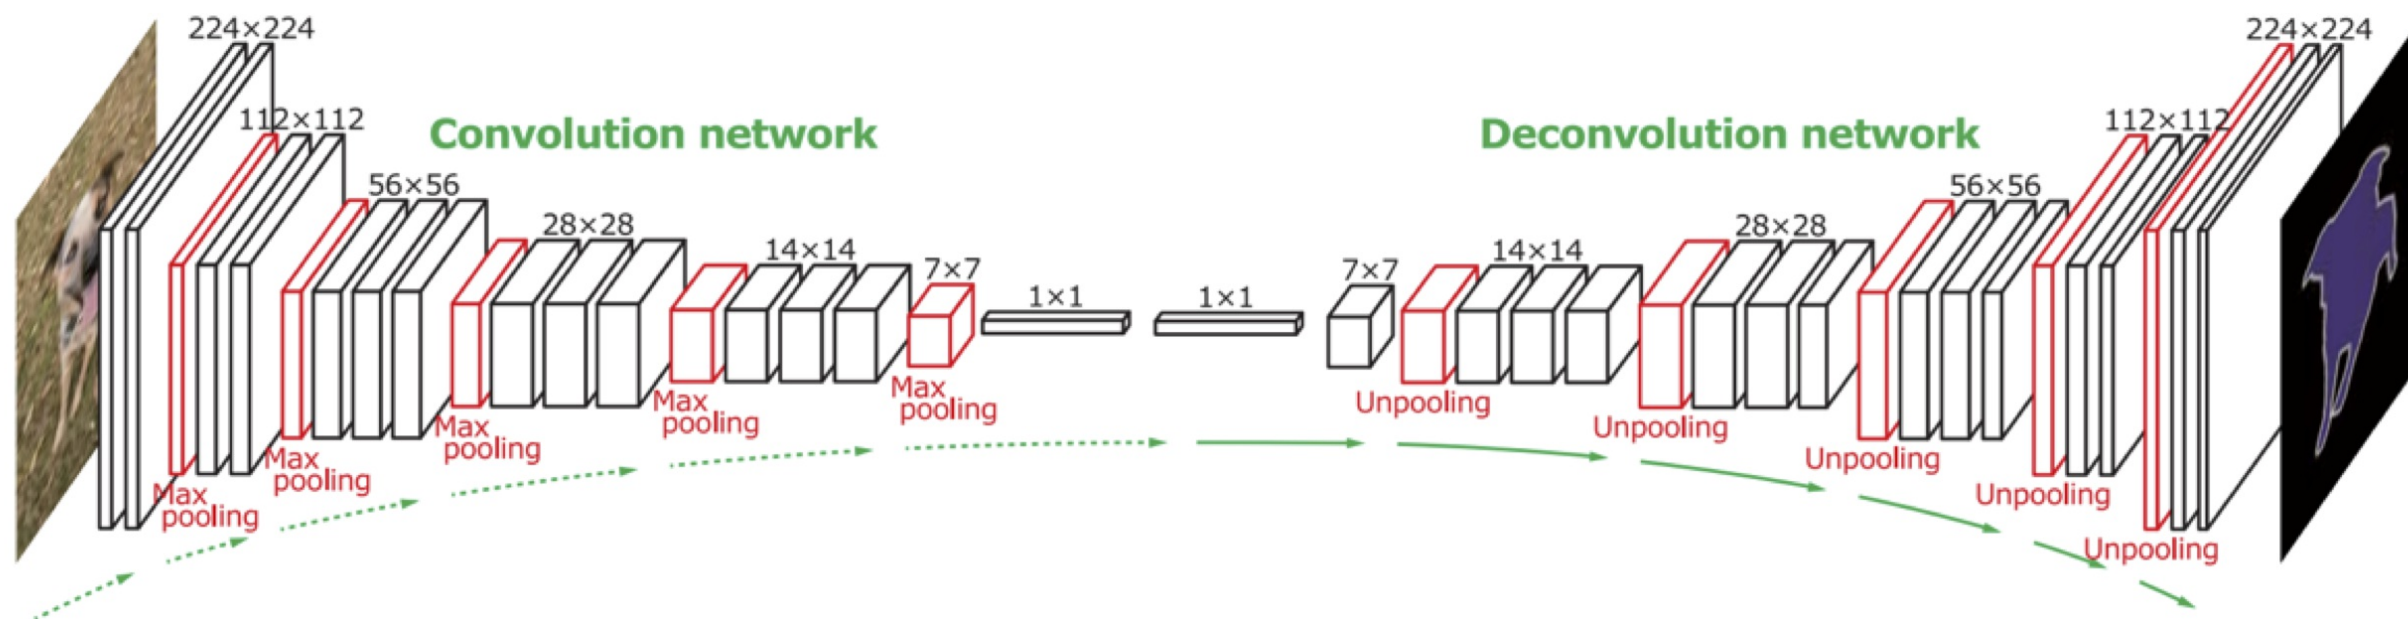 224×224
112×112
56×56
28×28
14×14
7×7
1×1
1×1
7×7
14×14
28×28
56×56
112×112
224×224
Convolution network
Deconvolution network
Max
pooling
Max
pooling
Max
pooling
Max
pooling
Max
pooling
Unpooling
Unpooling
Unpooling
Unpooling
Unpooling